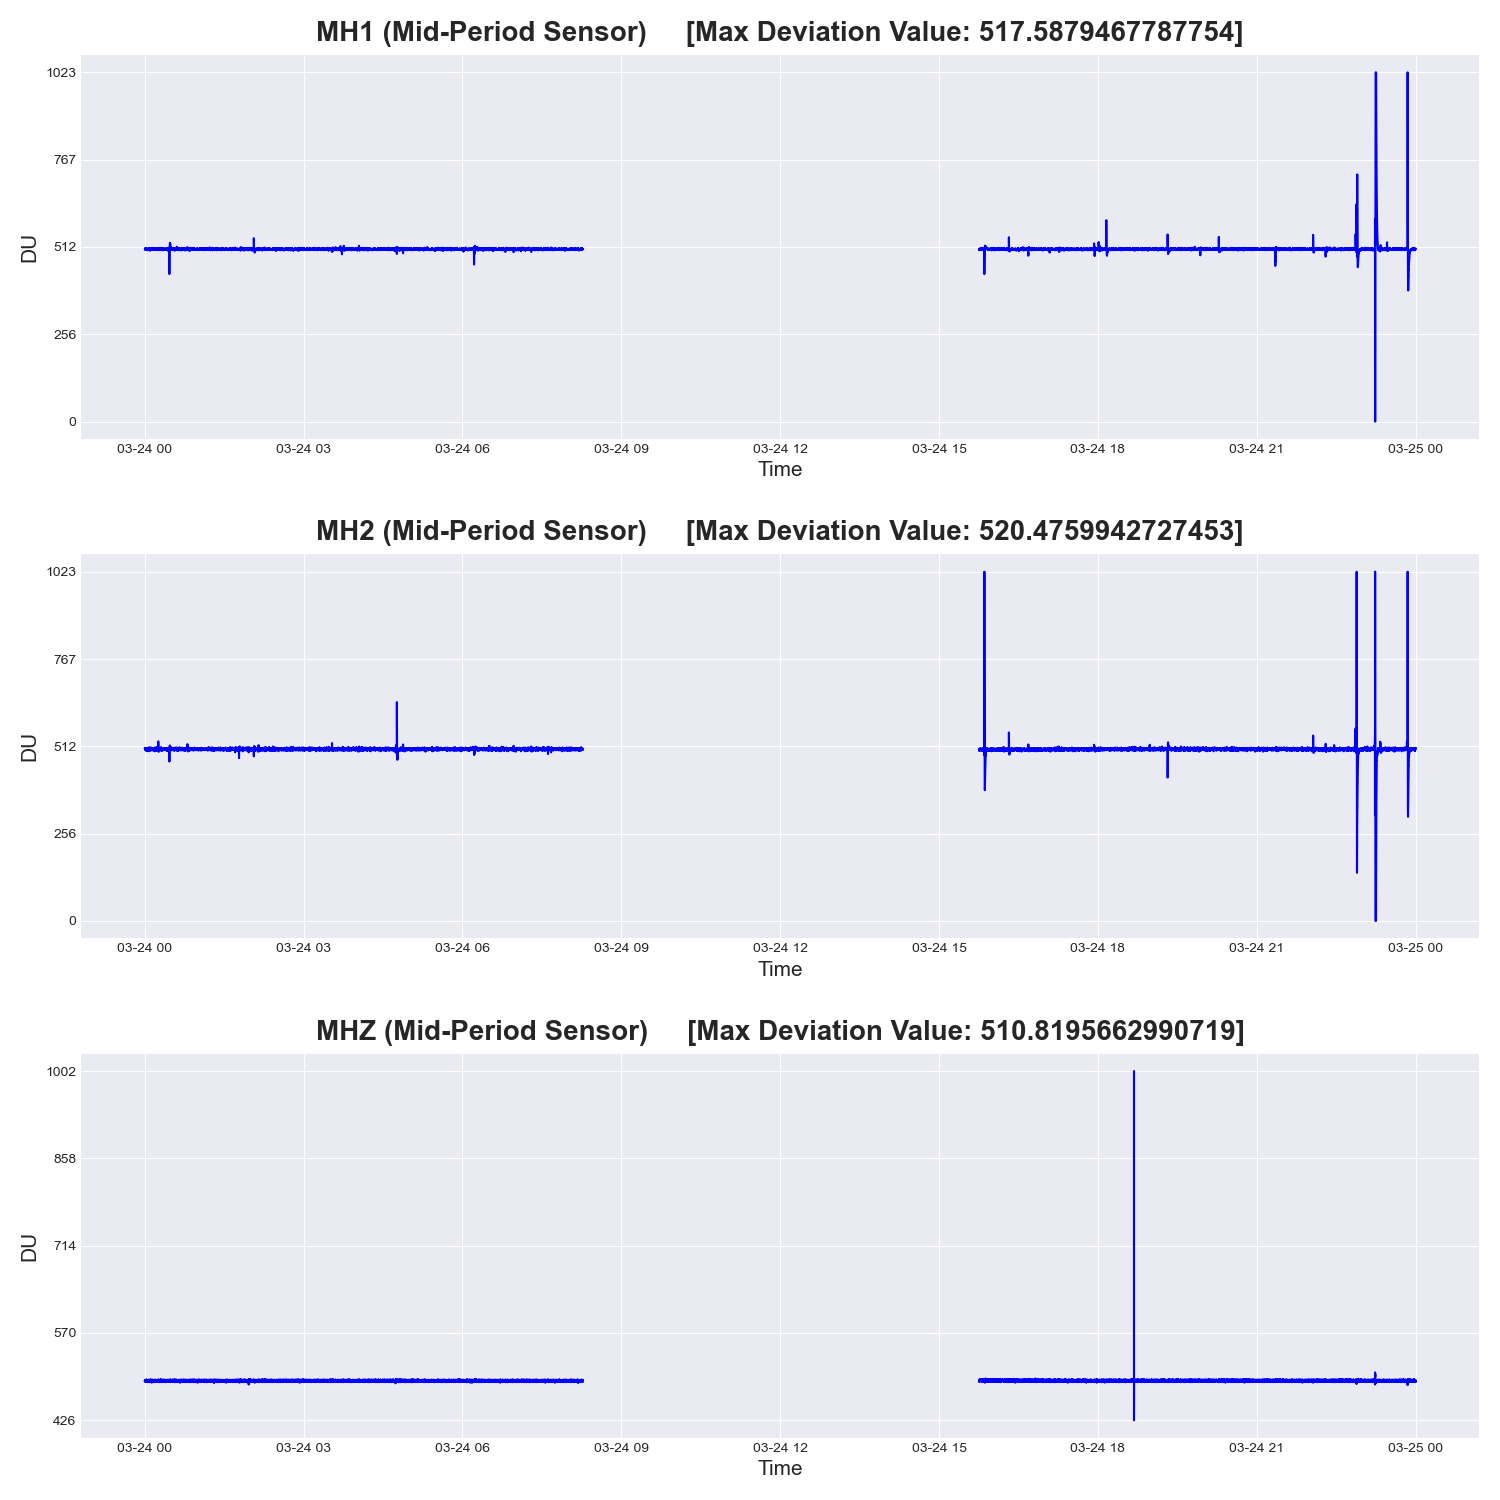 MH1 (Mid-Period Sensor) [Max Deviation Value: 517.5879467787754]
1023
767
512
256
0
DU
03-24 00 03-24 03 03-24 06 03-24 09 03-24 12 03-24 15 03-24 18 03-24 21 03-25 00
Time
MH2 (Mid-Period Sensor) [Max Deviation Value: 520.4759942727453]
1023
767
512
256
0
DU
03-24 00 03-24 03 03-24 06 03-24 09 03-24 12 03-24 15 03-24 18 03-24 21 03-25 00
Time
MHZ (Mid-Period Sensor) [Max Deviation Value: 510.8195662990719]
1002
858
714
570
426
DU
03-24 00 03-24 03 03-24 06 03-24 09 03-24 12 03-24 15 03-24 18 03-24 21 03-25 00
Time